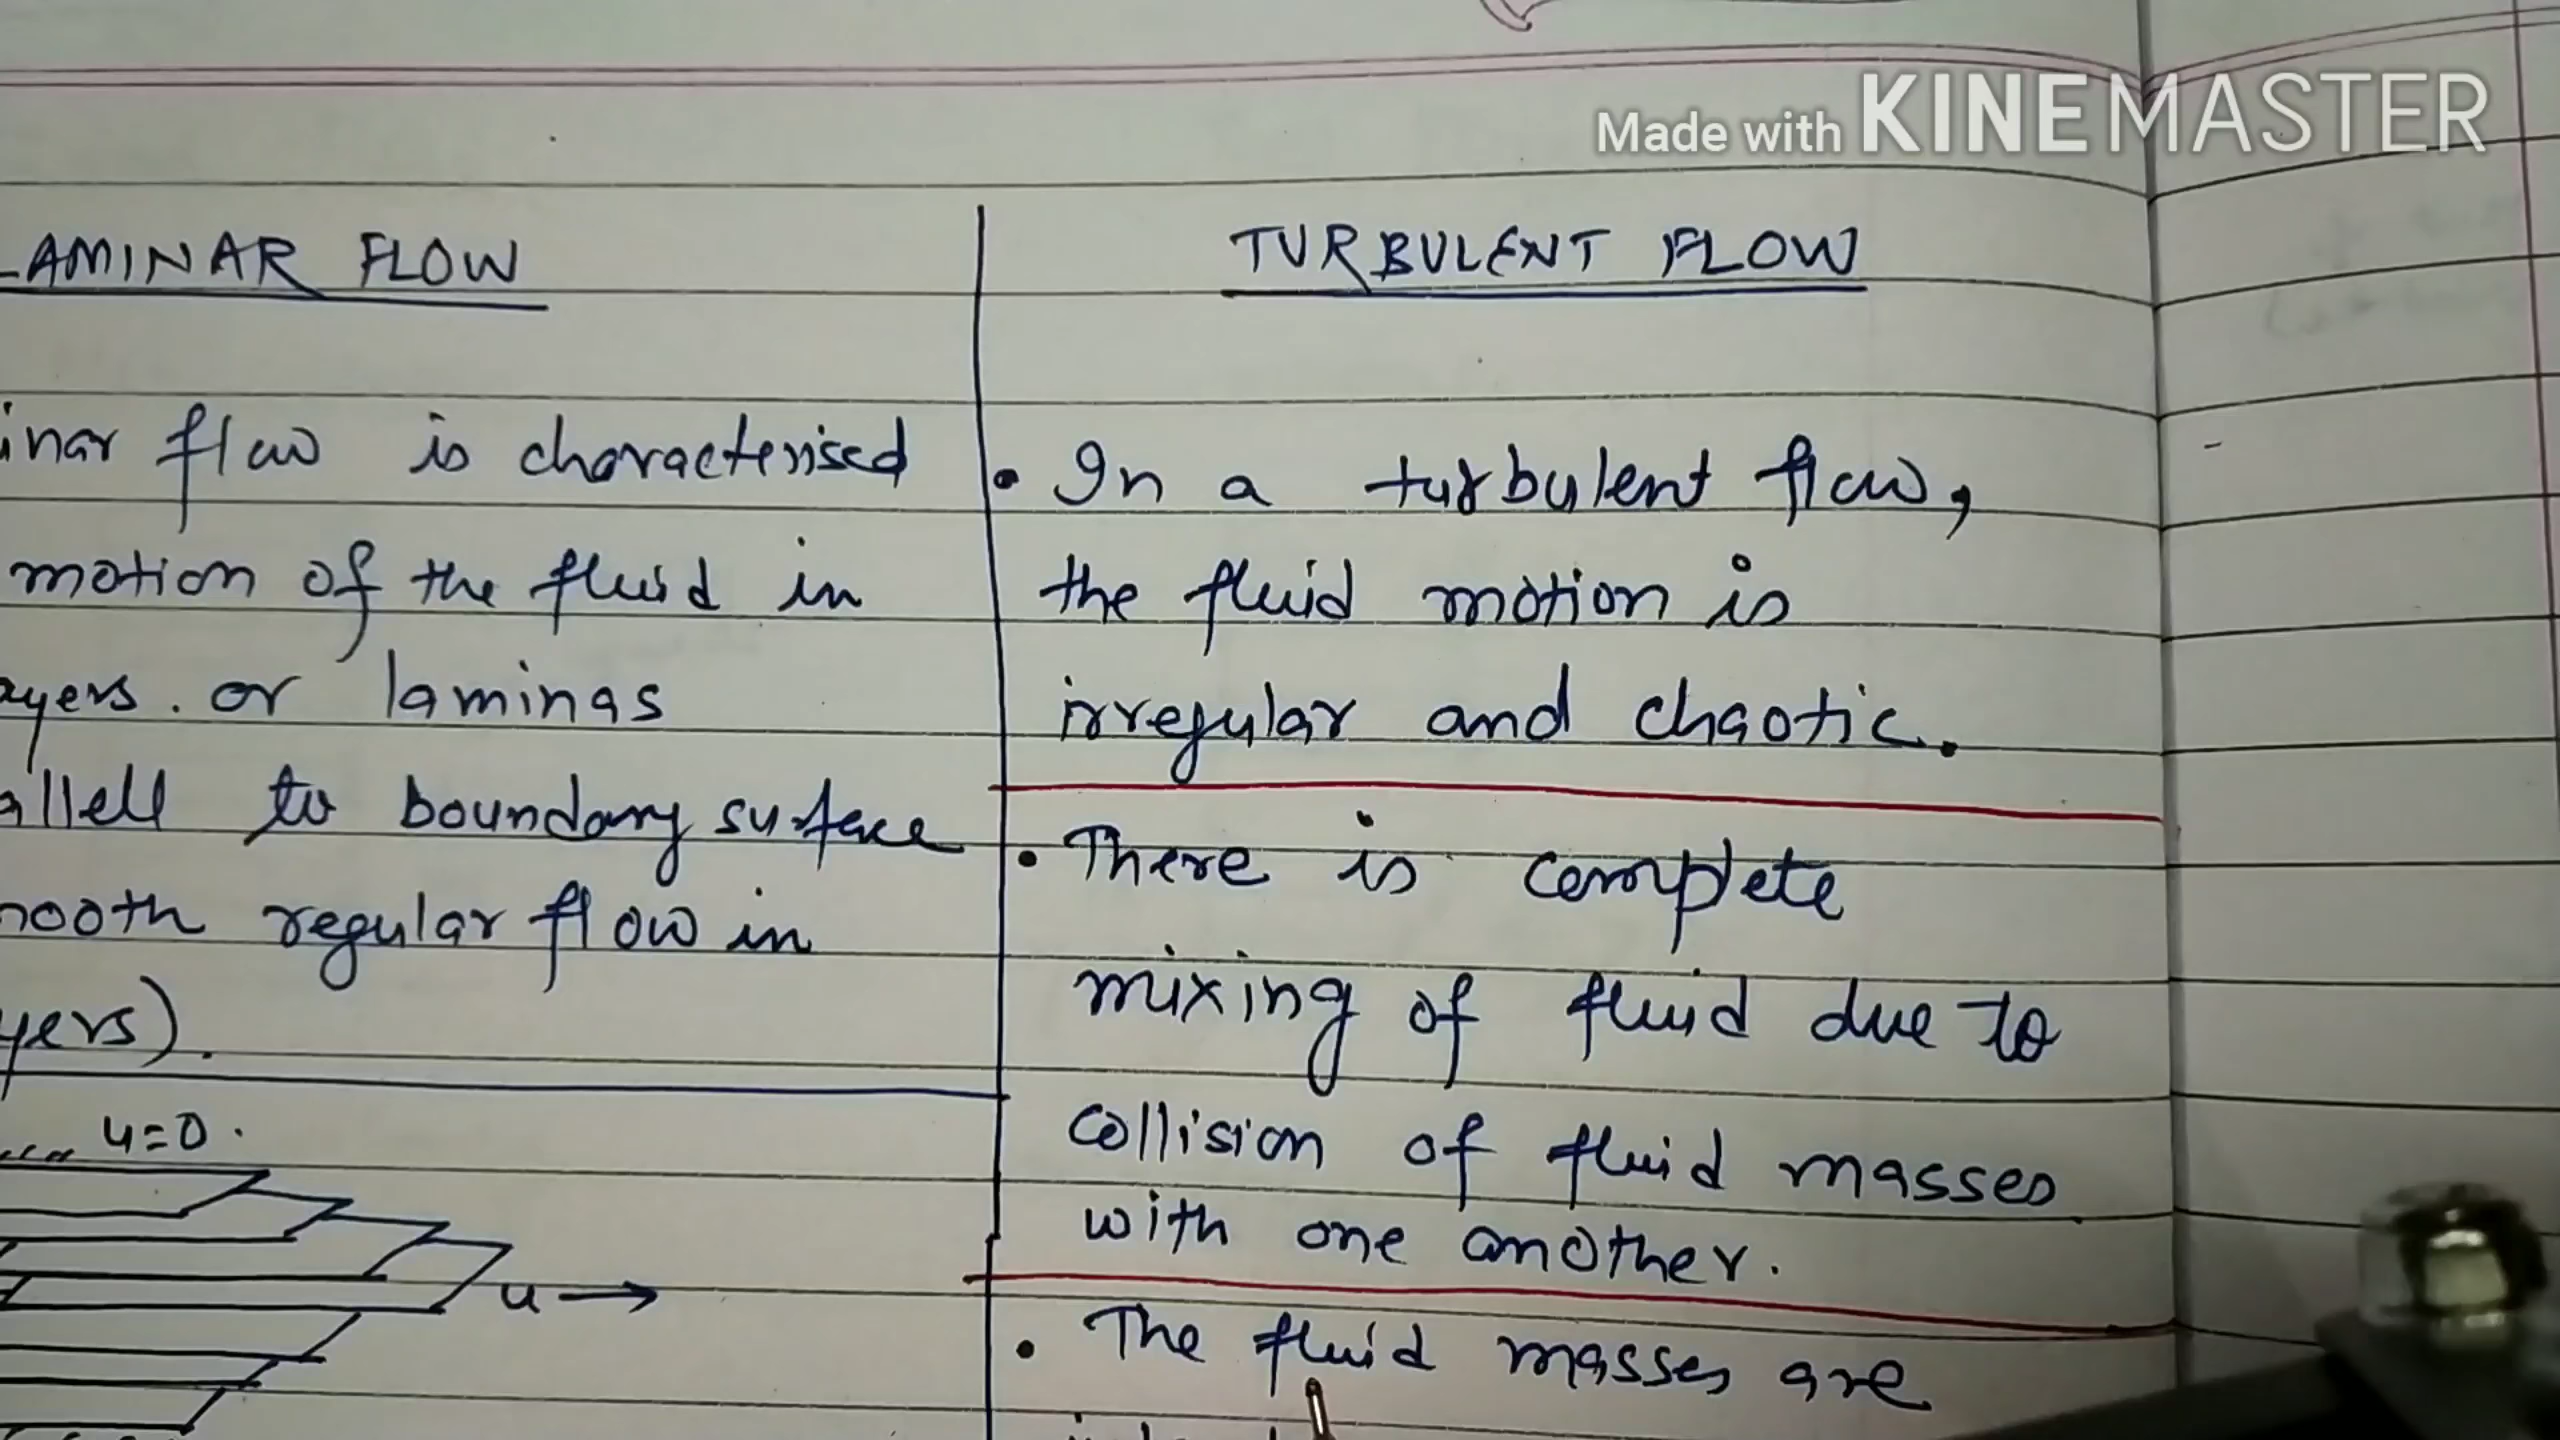 Made with KINEMASTER
LAMINAR FLOW
inar flow is characterised
motion of the fluid in
ayers. or laminas
allell to boundary surface
mooth regular flow in
yers).
u=0.
u
TURBULENT FLOW
• In a turbulent flow,
the fluid motion is
irregular and chaotic.
• There is complete
mixing of fluid due to
collision of fluid masses
with one another.
• The fluid masses are